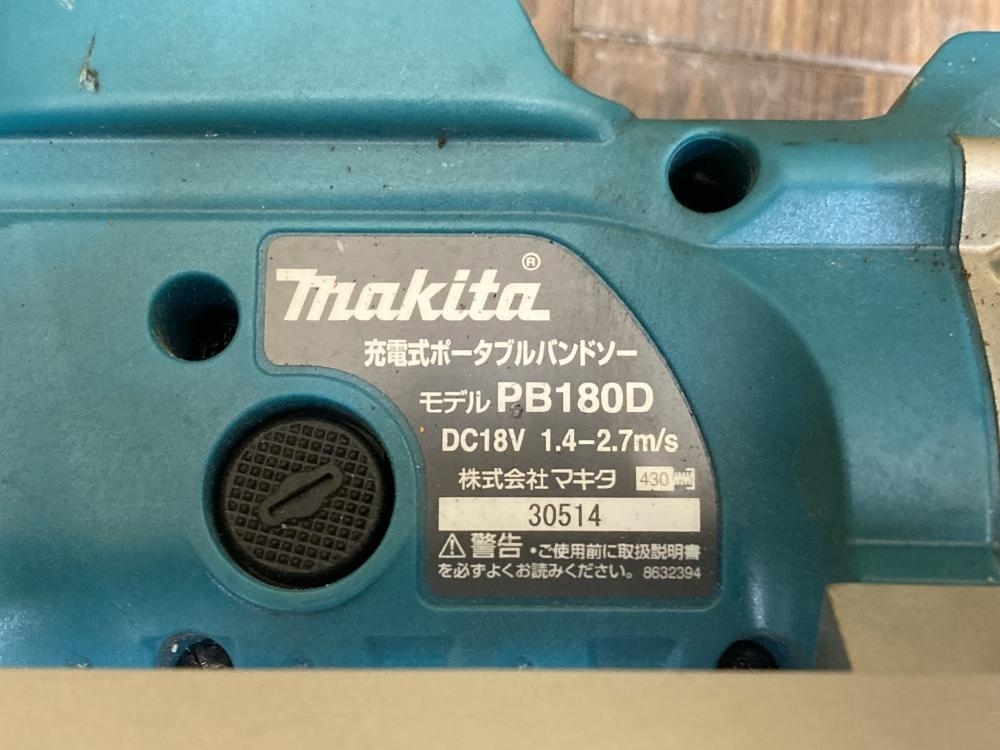 makita®
充電式ポータブルバンドソー
モデル PB180D
DC18V 1.4-2.7m/s
株式会社 マキタ 430
30514
⚠警告・ご使用前に取扱説明書
を必ずよくお読みください。 8632394